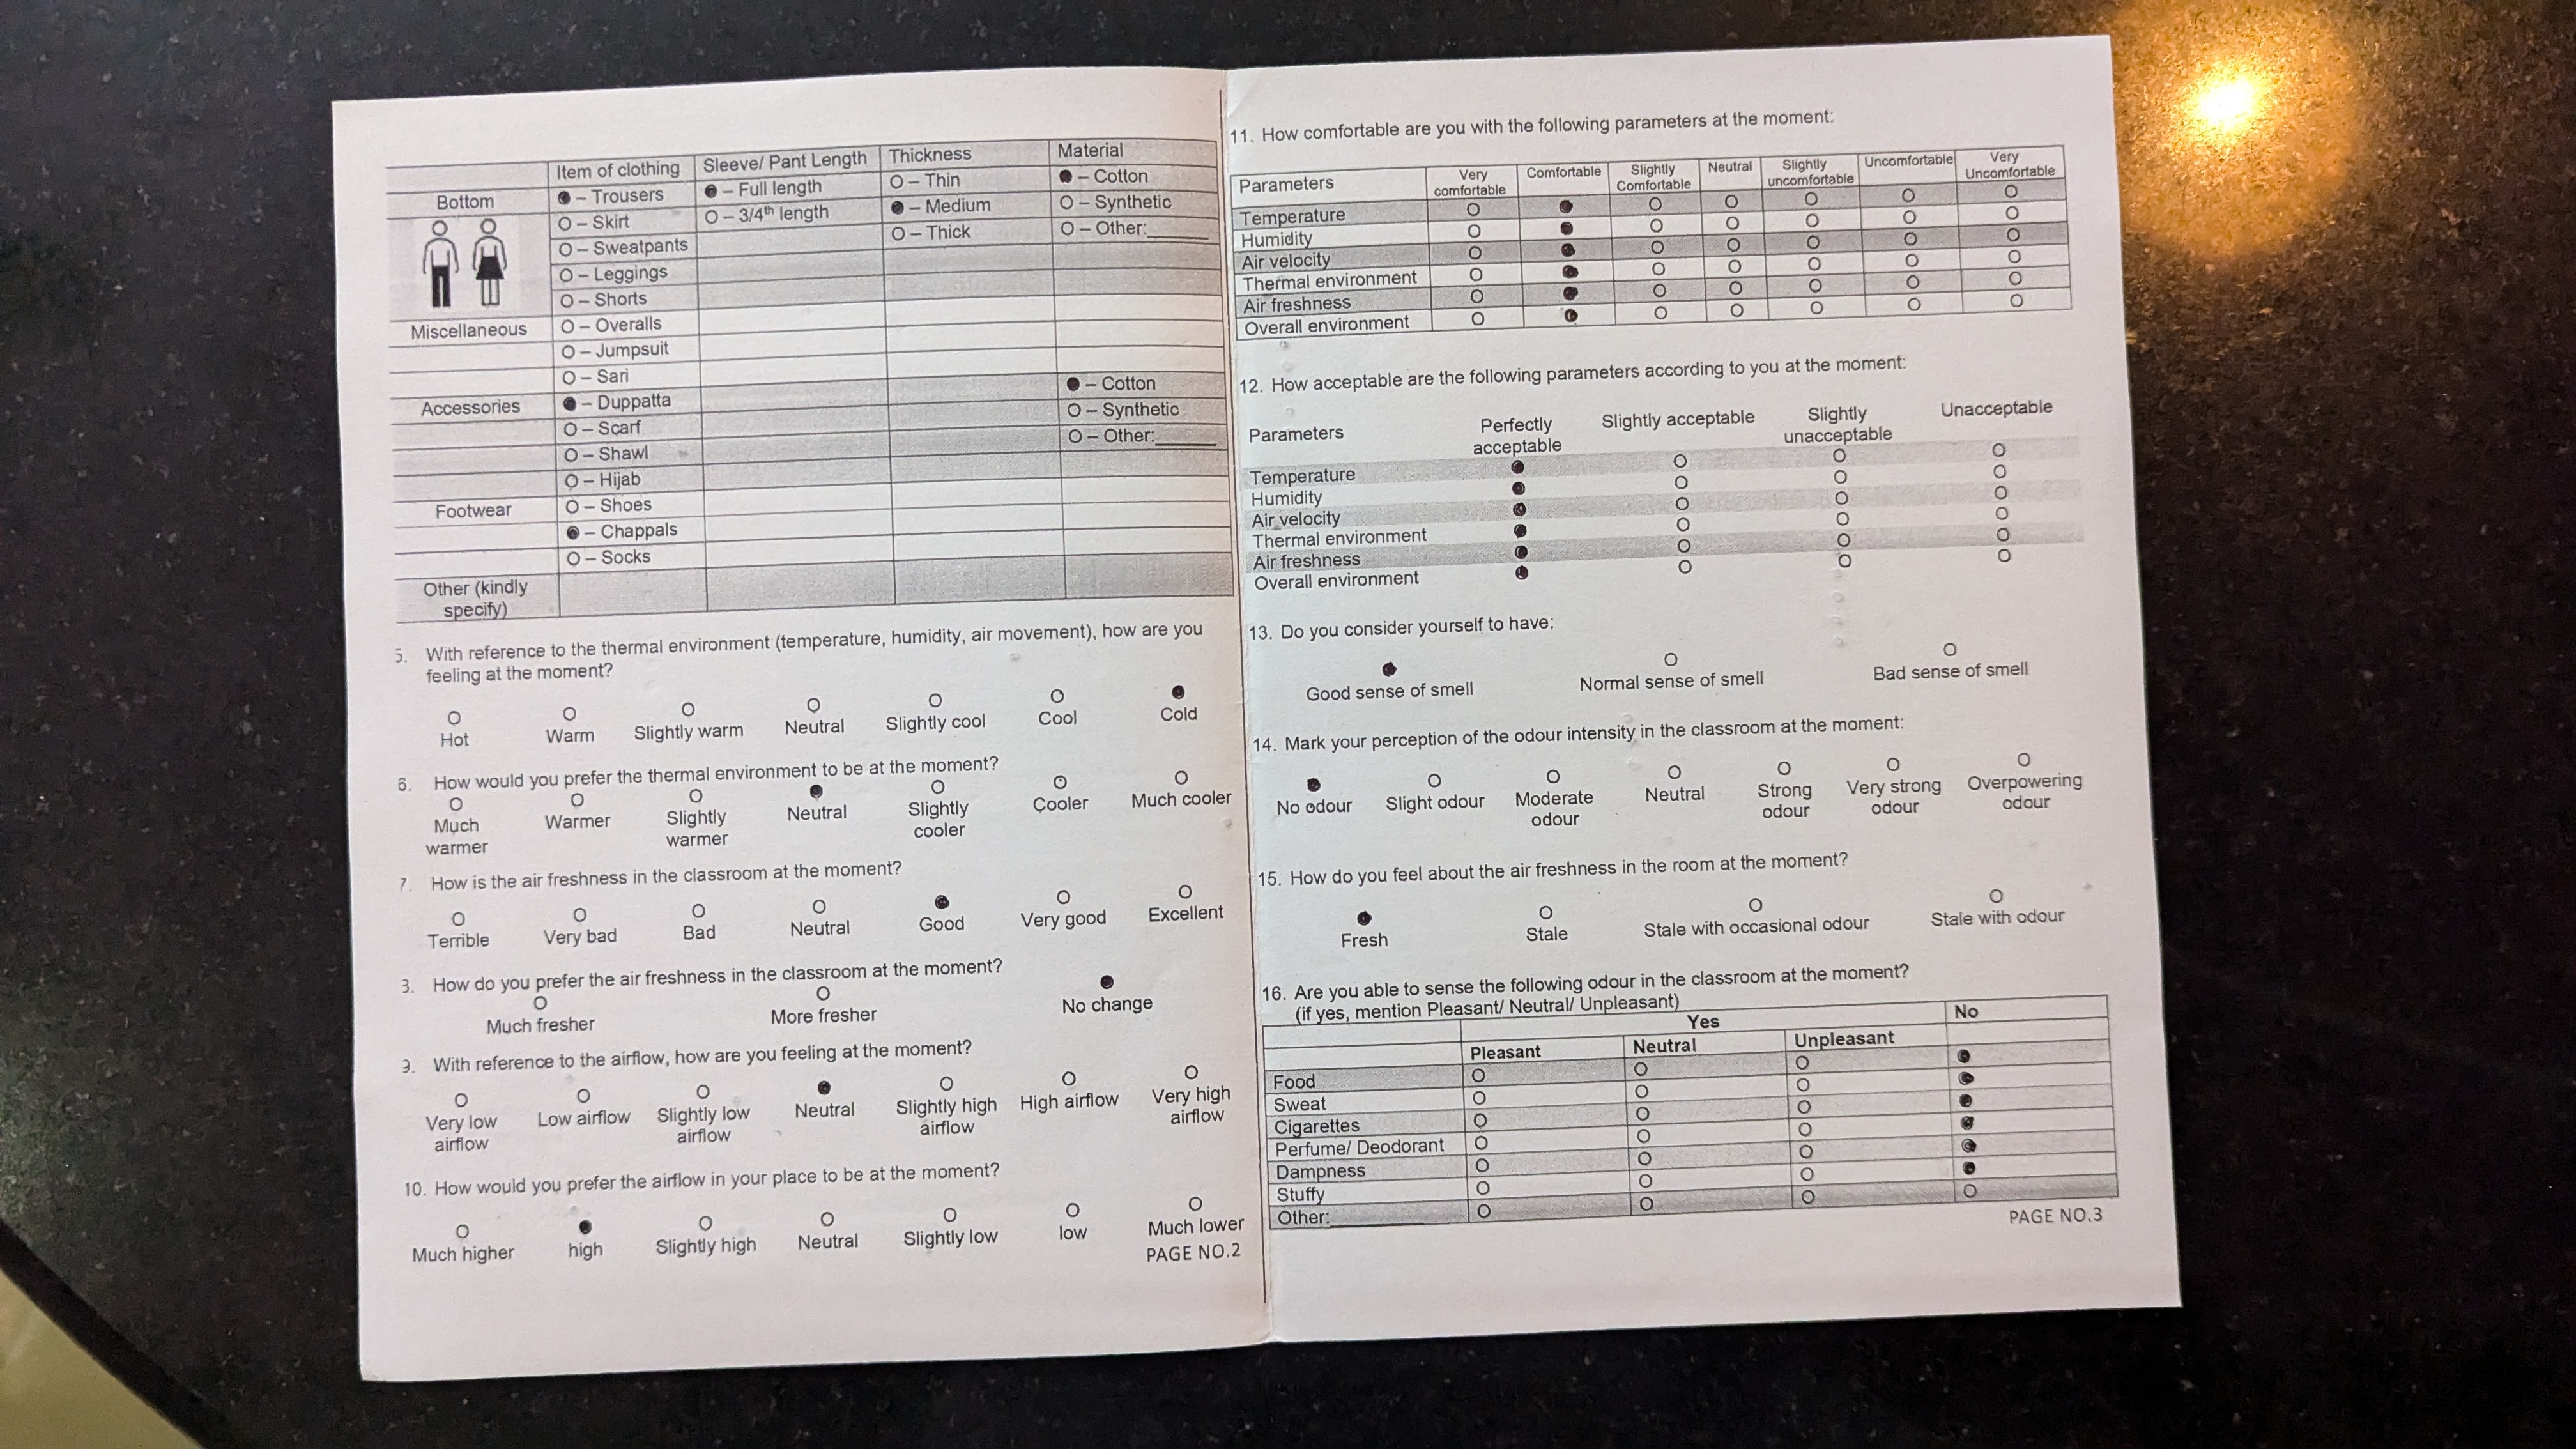 Item of clothing Sleeve/ Pant Length Thickness Material
Bottom ● – Trousers ● – Full length O – Thin ● – Cotton
O – Skirt O – 3/4th length ● – Medium O – Synthetic
O – Sweatpants O – Thick O – Other:______
O – Leggings
O – Shorts
Miscellaneous O – Overalls
O – Jumpsuit
O – Sari
Accessories ● – Duppatta ● – Cotton
O – Scarf O – Synthetic
O – Shawl O – Other:______
O – Hijab
Footwear O – Shoes
● – Chappals
O – Socks
Other (kindly
specify)
5. With reference to the thermal environment (temperature, humidity, air movement), how are you
feeling at the moment?
O O O O O O ●
Hot Warm Slightly warm Neutral Slightly cool Cool Cold
6. How would you prefer the thermal environment to be at the moment?
O O O ● O O O
Much Warmer Slightly Neutral Slightly Cooler Much cooler
warmer warmer cooler
7. How is the air freshness in the classroom at the moment?
O O O O ● O O
Terrible Very bad Bad Neutral Good Very good Excellent
8. How do you prefer the air freshness in the classroom at the moment?
O O ●
Much fresher More fresher No change
9. With reference to the airflow, how are you feeling at the moment?
O O O ● O O O
Very low Low airflow Slightly low Neutral Slightly high High airflow Very high
airflow airflow airflow airflow
10. How would you prefer the airflow in your place to be at the moment?
O ● O O O O O
Much higher high Slightly high Neutral Slightly low low Much lower
PAGE NO.2
11. How comfortable are you with the following parameters at the moment:
Parameters Very Comfortable Slightly Neutral Slightly Uncomfortable Very
comfortable Comfortable uncomfortable Uncomfortable
Temperature O ● O O O O O
Humidity O ● O O O O O
Air velocity O ● O O O O O
Thermal environment O ● O O O O O
Air freshness O ● O O O O O
Overall environment O ● O O O O O
12. How acceptable are the following parameters according to you at the moment:
Parameters Perfectly Slightly acceptable Slightly Unacceptable
acceptable unacceptable
Temperature ● O O O
Humidity ● O O O
Air velocity ● O O O
Thermal environment ● O O O
Air freshness ● O O O
Overall environment ● O O O
13. Do you consider yourself to have:
● O O
Good sense of smell Normal sense of smell Bad sense of smell
14. Mark your perception of the odour intensity in the classroom at the moment:
● O O O O O O
No odour Slight odour Moderate Neutral Strong Very strong Overpowering
odour odour odour odour
15. How do you feel about the air freshness in the room at the moment?
● O O O
Fresh Stale Stale with occasional odour Stale with odour
16. Are you able to sense the following odour in the classroom at the moment?
(if yes, mention Pleasant/ Neutral/ Unpleasant)
Yes No
Pleasant Neutral Unpleasant
Food O O O ●
Sweat O O O ●
Cigarettes O O O ●
Perfume/ Deodorant O O O ●
Dampness O O O ●
Stuffy O O O ●
Other:__________ O O O O
PAGE NO.3